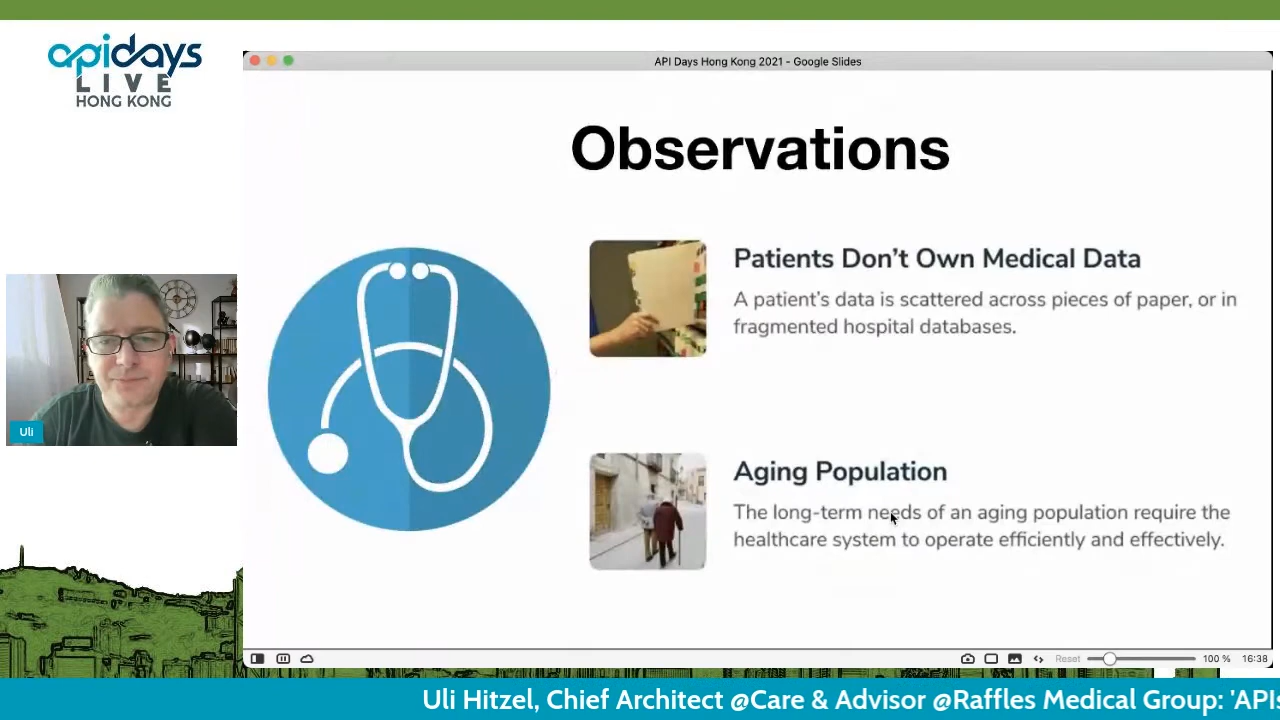 apidays
LIVE
HONG KONG
API Days Hong Kong 2021 - Google Slides
Observations
Patients Don't Own Medical Data
A patient's data is scattered across pieces of paper, or in
fragmented hospital databases.
Uli
Aging Population
The long-term needs of an aging population require the
healthcare system to operate efficiently and effectively.
Reset
100 %
16:38
Uli Hitzel, Chief Architect @Care & Advisor @Raffles Medical Group: 'APIs